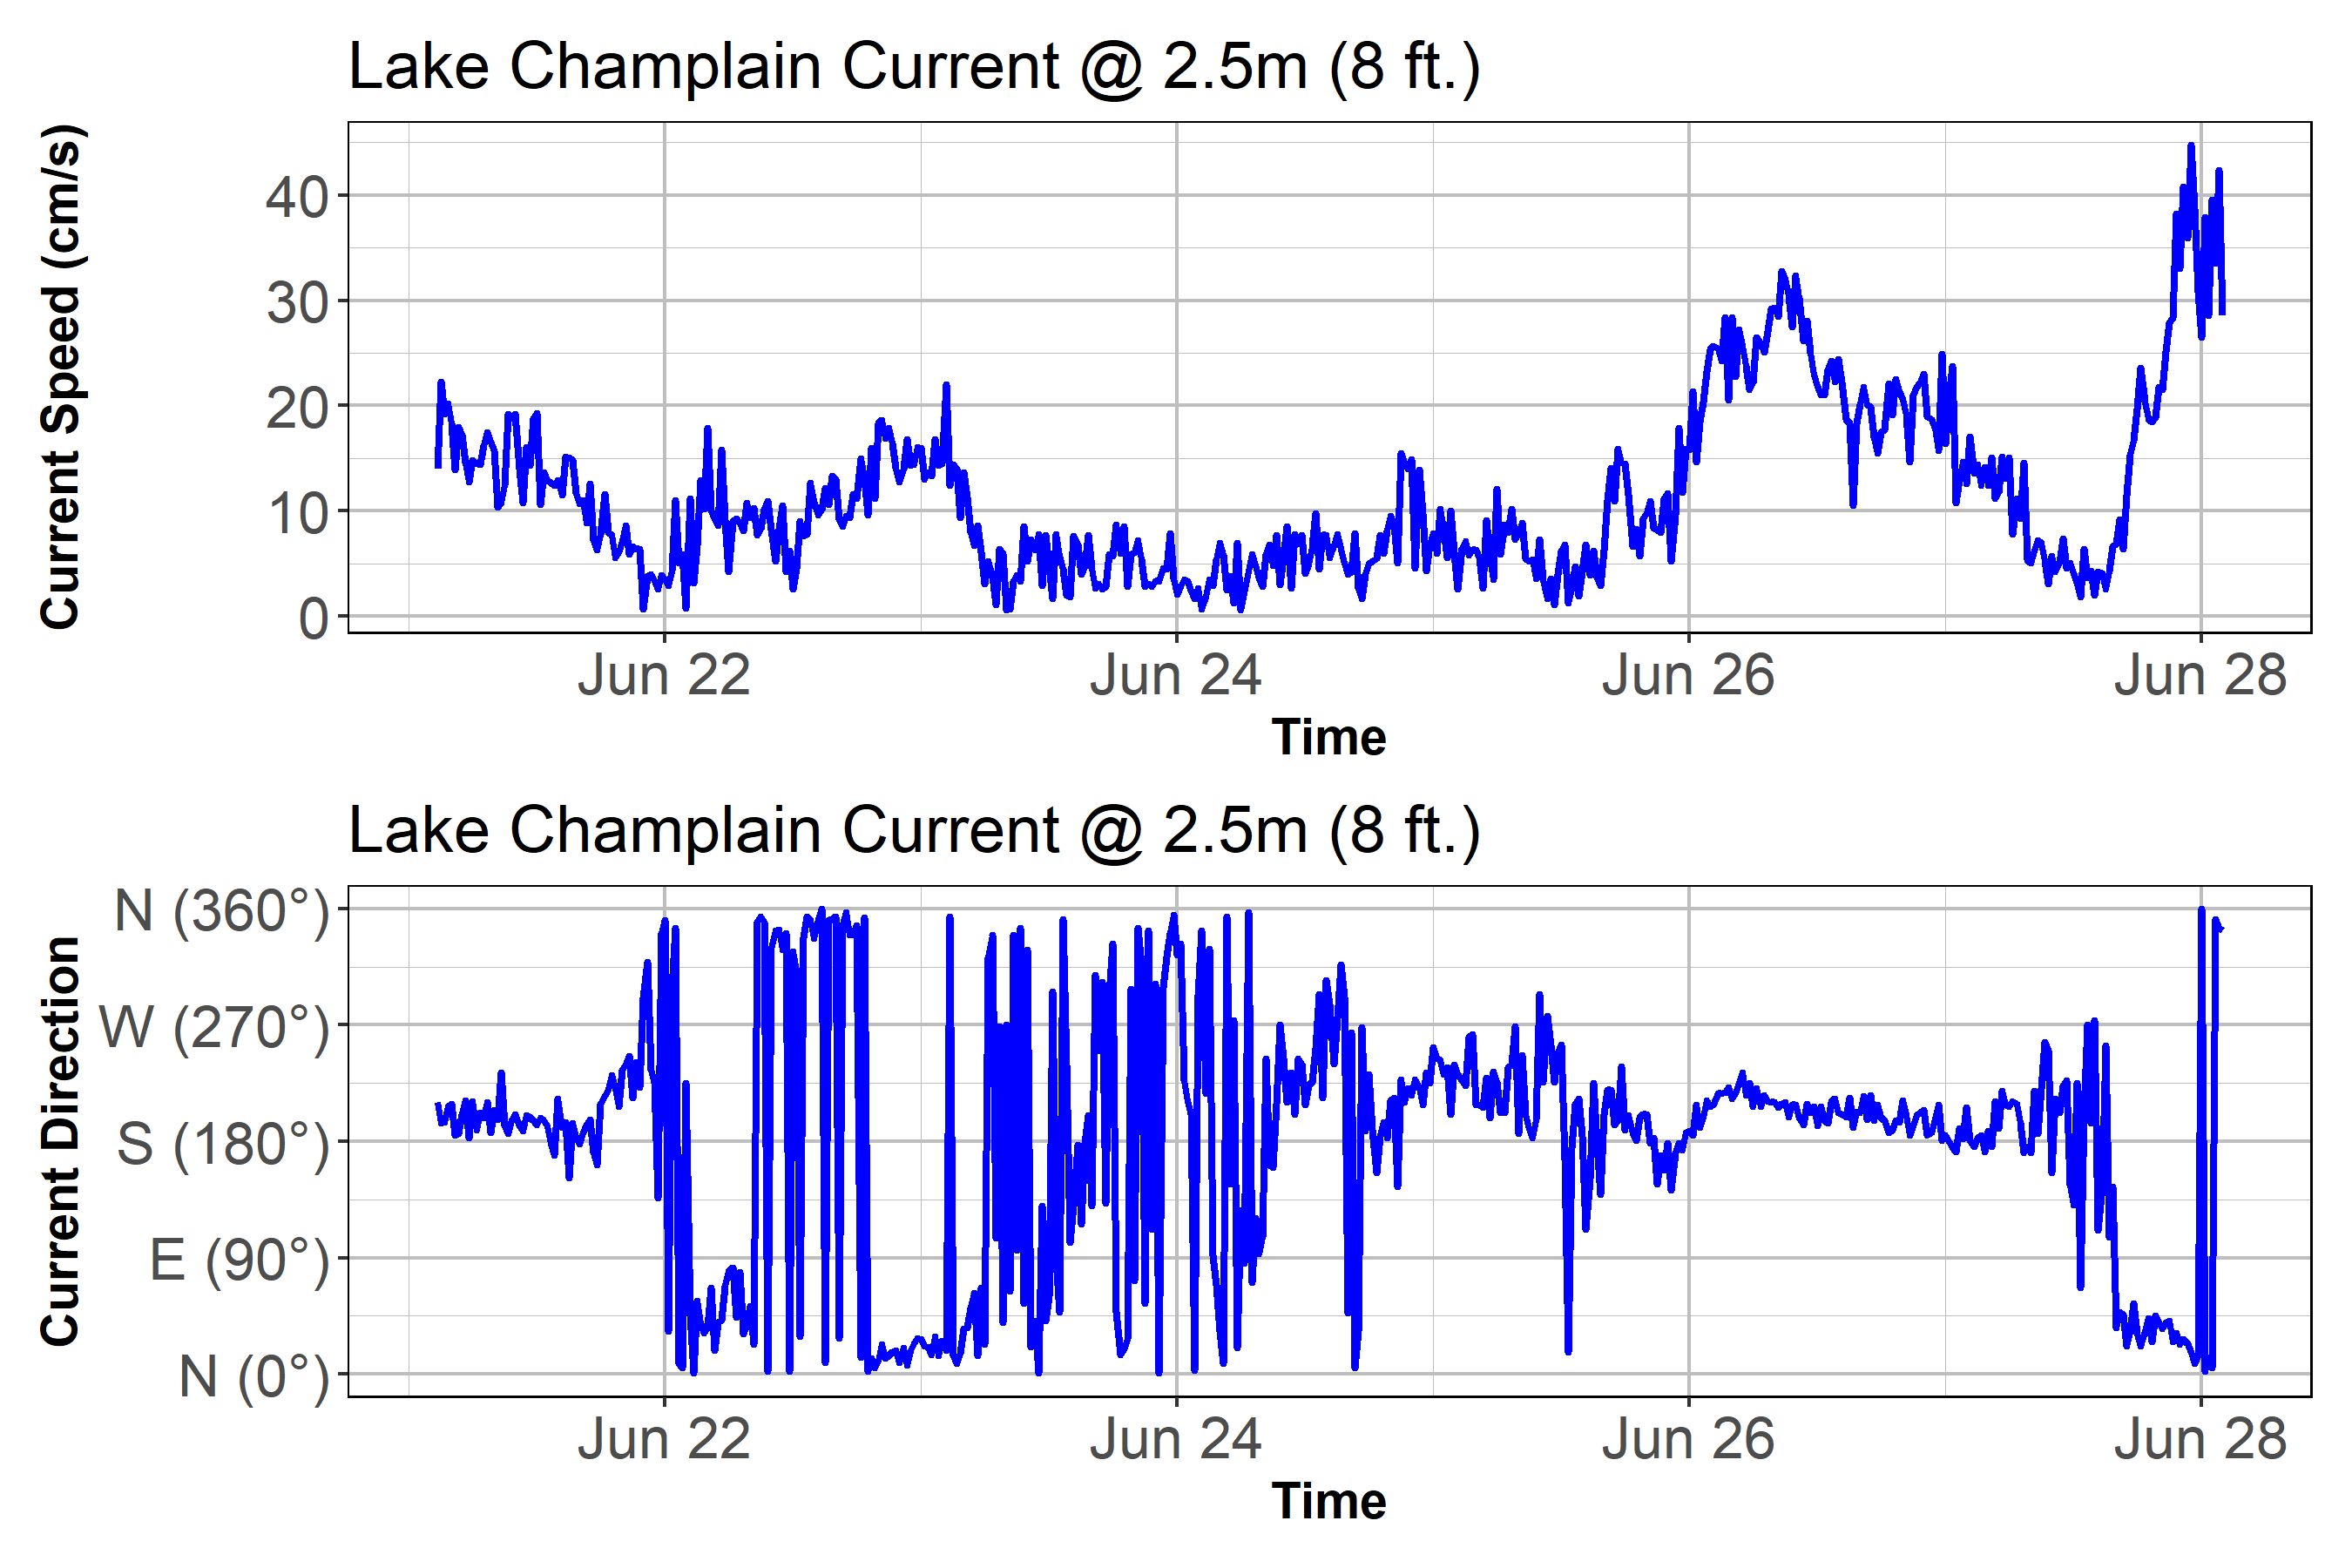 Lake Champlain Current @ 2.5m (8 ft.)
Current Speed (cm/s)
40
30
20
10
0
Jun 22 Jun 24 Jun 26 Jun 28
Time
Lake Champlain Current @ 2.5m (8 ft.)
Current Direction
N (360°)
W (270°)
S (180°)
E (90°)
N (0°)
Jun 22 Jun 24 Jun 26 Jun 28
Time